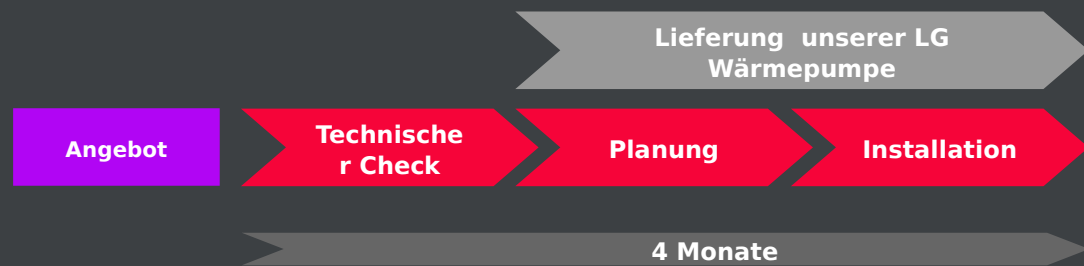 Lieferung unserer LG
Wärmepumpe
Angebot
Technische
r Check
Planung
Installation
4 Monate